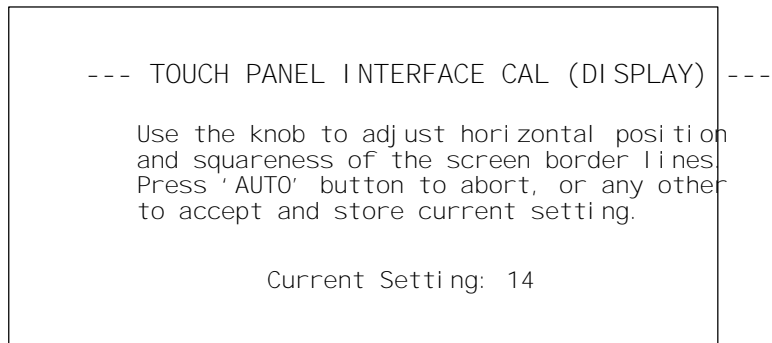 --- TOUCH PANEL INTERFACE CAL (DISPLAY) ---
Use the knob to adjust horizontal position
and squareness of the screen border lines.
Press 'AUTO' button to abort, or any other
to accept and store current setting.
Current Setting: 14